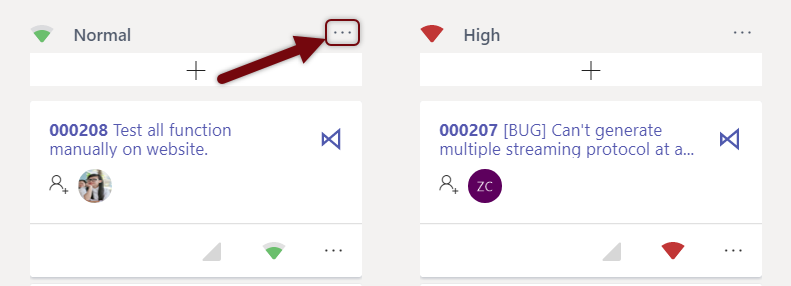 Normal
High
000208 Test all function
manually on website.
000207 [BUG] Can't generate
multiple streaming protocol at a...
ZC